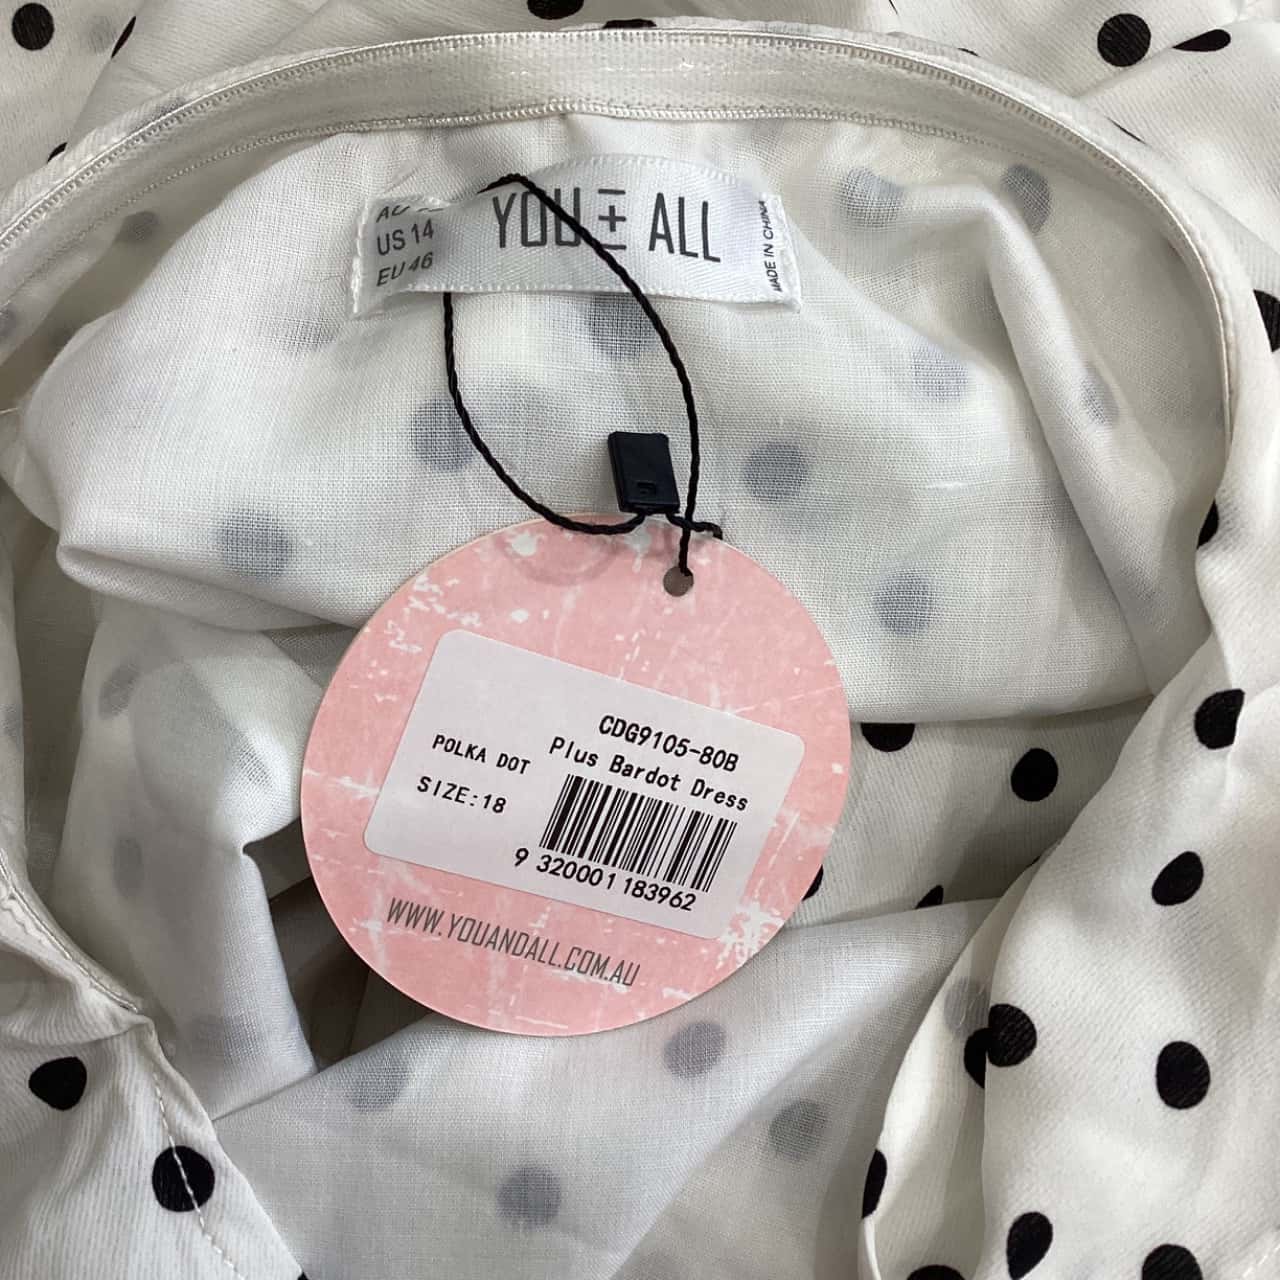 YOU + ALL
US 14
EU 46
MADE IN CHINA
CDG9105-80B
Plus Bardot Dress
POLKA DOT
SIZE:18
9 320001 183962
WWW.YOUANDALL.COM.AU